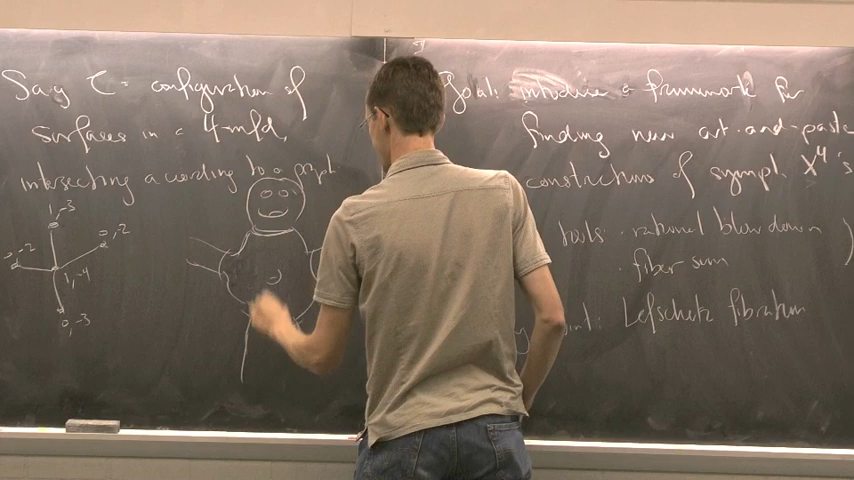 Say C = configuration of
surfaces in a 4-mfd,
intersecting according to a graph
1, 3
0, -2
0, -2
1, -4
0, -3
Goal: introduce a framework for
finding new cut-and-paste
constructions of sympl. X⁴'s
tools: rational blowdown
fiber sum
Lefschetz fibration